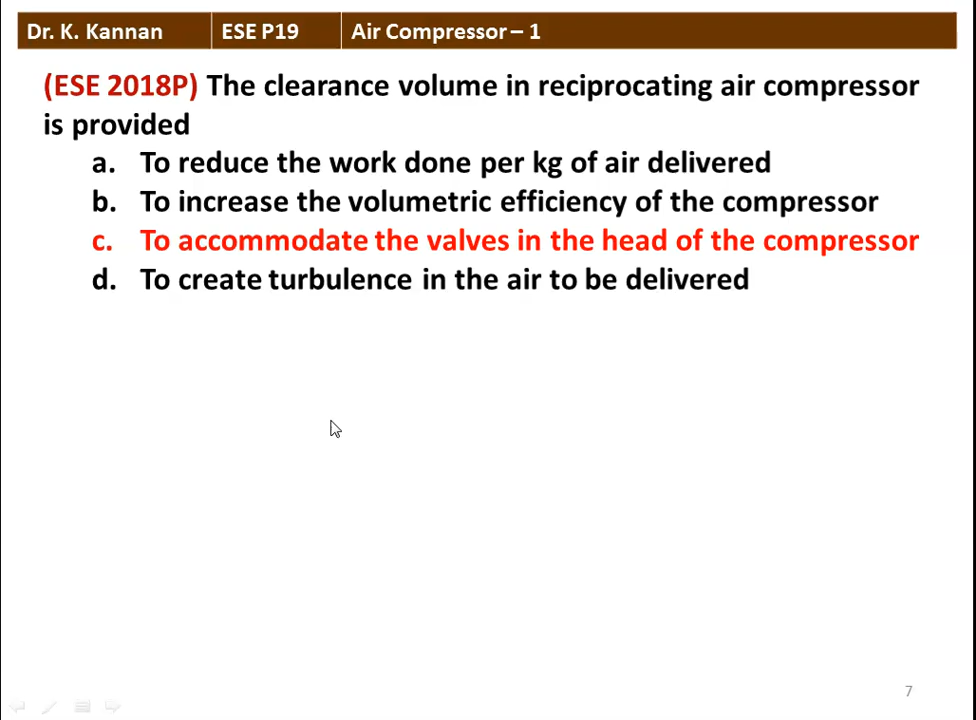 Dr. K. Kannan ESE P19 Air Compressor – 1
(ESE 2018P) The clearance volume in reciprocating air compressor
is provided
a. To reduce the work done per kg of air delivered
b. To increase the volumetric efficiency of the compressor
c. To accommodate the valves in the head of the compressor
d. To create turbulence in the air to be delivered
7